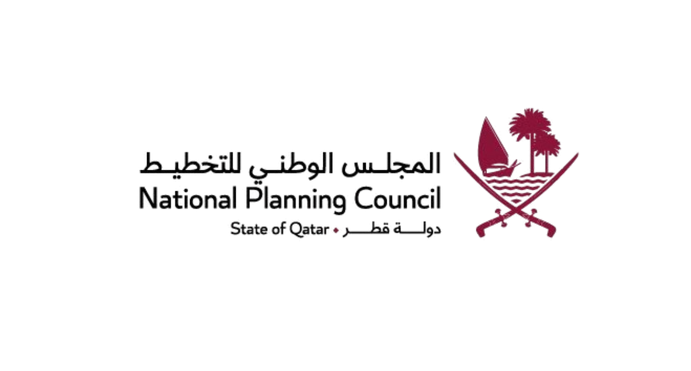 المجلس الوطني للتخطيط
National Planning Council
State of Qatar • دولة قطر